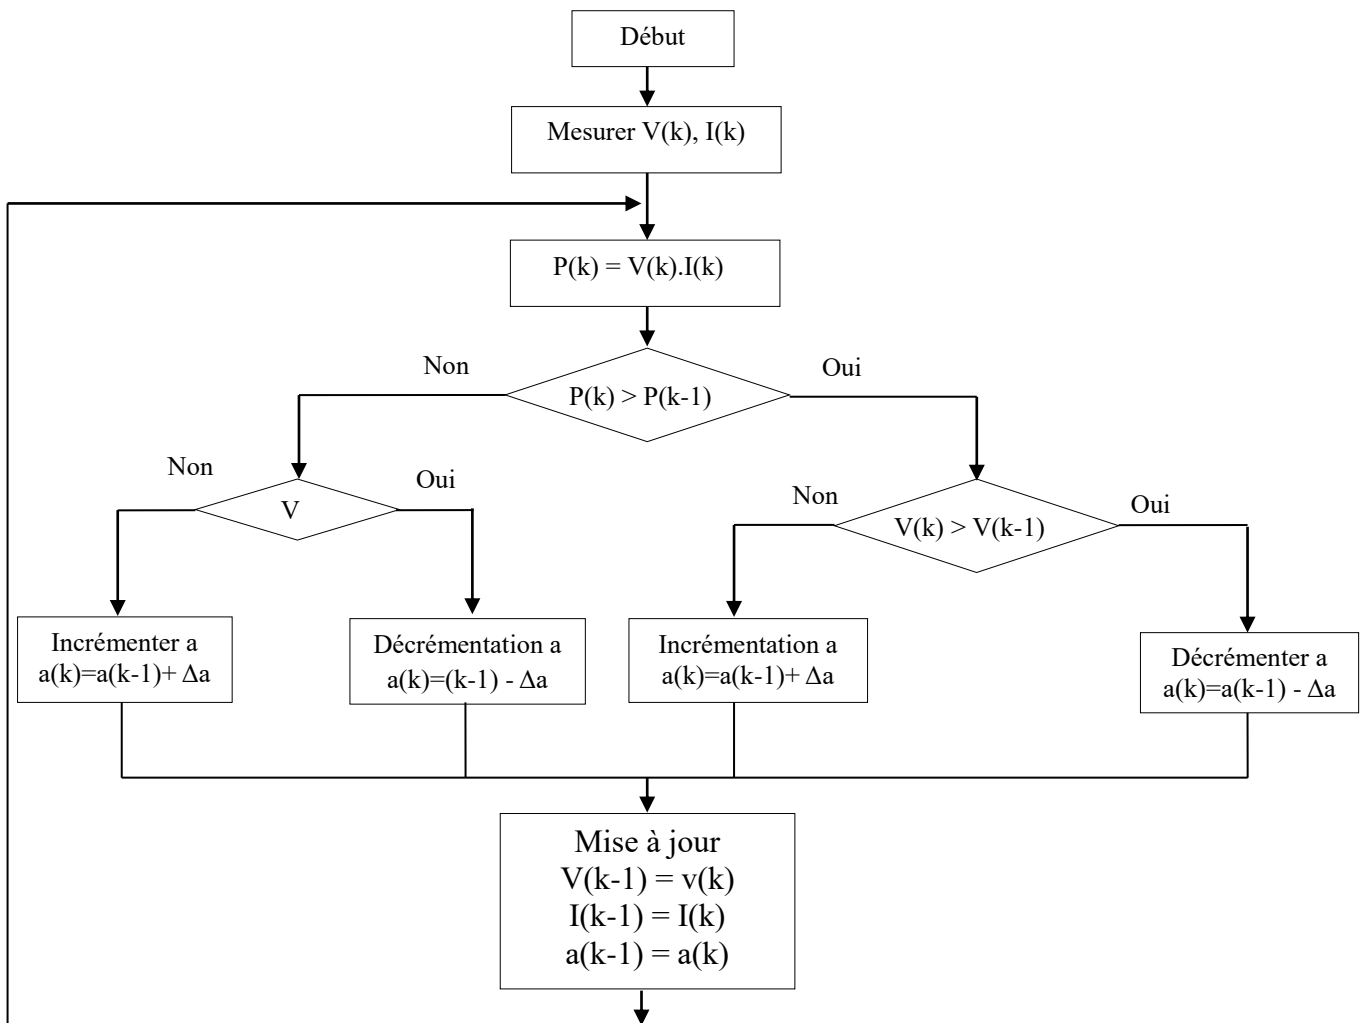 Début
Mesurer V(k), I(k)
P(k) = V(k).I(k)
Non
Oui
P(k) > P(k-1)
Non
Oui
V
Non
Oui
V(k) > V(k-1)
Incrémenter a
a(k)=a(k-1)+ Δa
Décrémentation a
a(k)=(k-1) - Δa
Incrémentation a
a(k)=a(k-1)+ Δa
Décrémenter a
a(k)=a(k-1) - Δa
Mise à jour
V(k-1) = v(k)
I(k-1) = I(k)
a(k-1) = a(k)